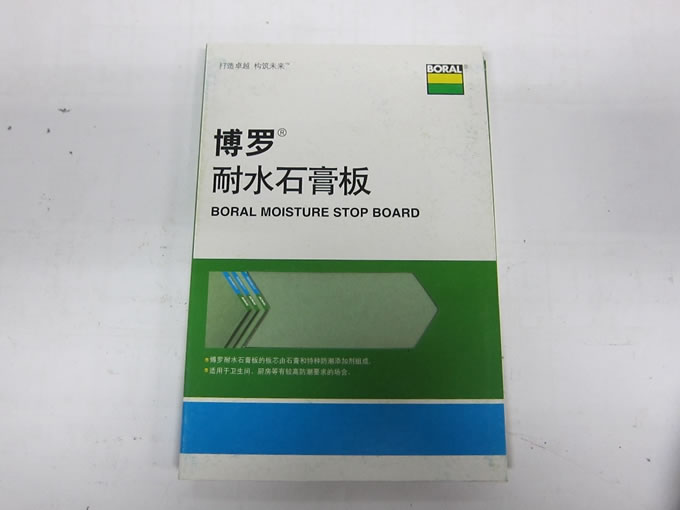 打造卓越 构筑未来™
BORAL®
博罗®
耐水石膏板
BORAL MOISTURE STOP BOARD
博罗耐水石膏板的板芯由石膏和特种防潮添加剂组成.
适用于卫生间、厨房等有较高防潮要求的场合.